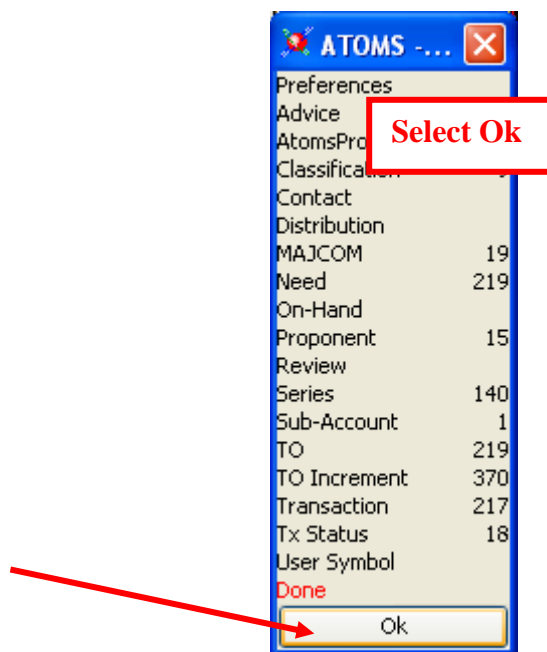 ATOMS -...
Preferences
Advice
Select Ok
AtomsPro
Classification
Contact
Distribution
MAJCOM 19
Need 219
On-Hand
Proponent 15
Review
Series 140
Sub-Account 1
TO 219
TO Increment 370
Transaction 217
Tx Status 18
User Symbol
Done
Ok